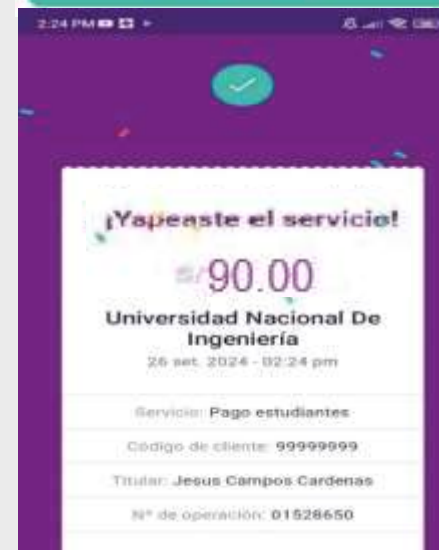 2:24 PM
¡Yapeaste el servicio!
S/90.00
Universidad Nacional De
Ingeniería
26 set. 2024 - 02:24 pm
Servicio: Pago estudiantes
Código de cliente: 99999999
Titular: Jesus Campos Cardenas
Nº de operación: 01528650